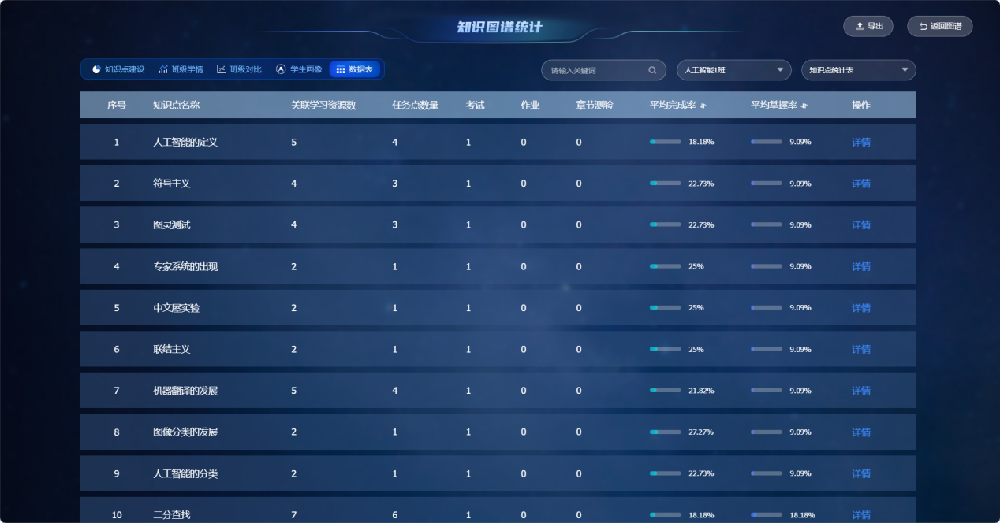 知识图谱统计
导出 返回图谱
知识点建设 班级学情 班级对比 学生画像 数据表 请输入关键词 人工智能1班 知识点统计表
序号 知识点名称 关联学习资源数 任务点数量 考试 作业 章节测验 平均完成率 平均掌握率 操作
1 人工智能的定义 5 4 1 0 0 18.18% 9.09% 详情
2 符号主义 4 3 1 0 0 22.73% 9.09% 详情
3 图灵测试 4 3 1 0 0 22.73% 9.09% 详情
4 专家系统的出现 2 1 1 0 0 25% 9.09% 详情
5 中文屋实验 2 1 1 0 0 25% 9.09% 详情
6 联结主义 2 1 1 0 0 25% 9.09% 详情
7 机器翻译的发展 5 4 1 0 0 21.82% 9.09% 详情
8 图像分类的发展 2 1 1 0 0 27.27% 9.09% 详情
9 人工智能的分类 2 1 1 0 0 22.73% 9.09% 详情
10 二分查找 7 6 1 0 0 18.18% 18.18% 详情